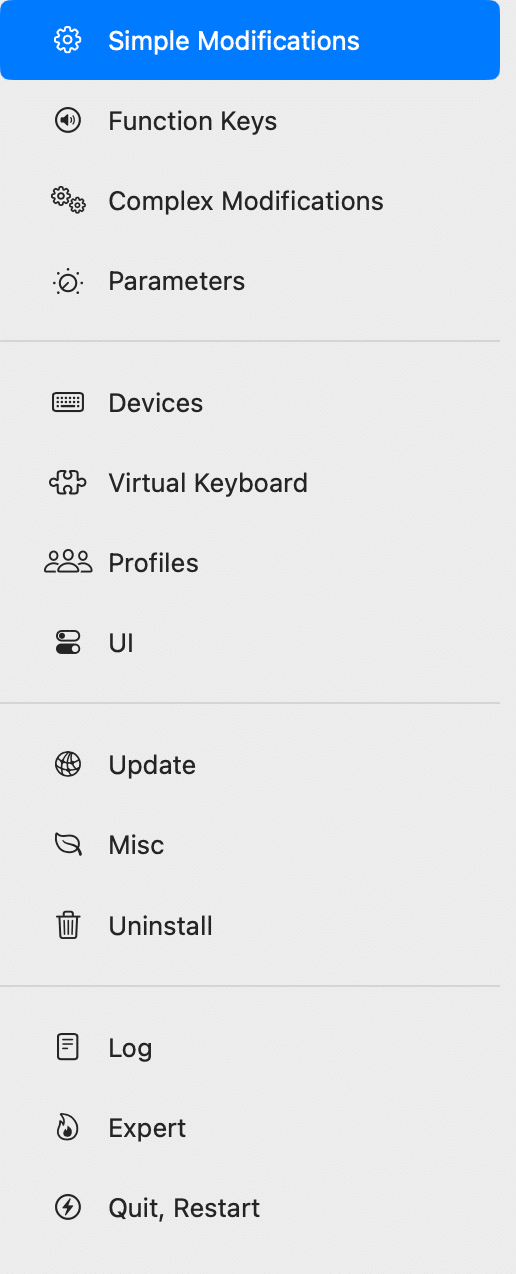 Simple Modifications
Function Keys
Complex Modifications
Parameters
Devices
Virtual Keyboard
Profiles
UI
Update
Misc
Uninstall
Log
Expert
Quit, Restart